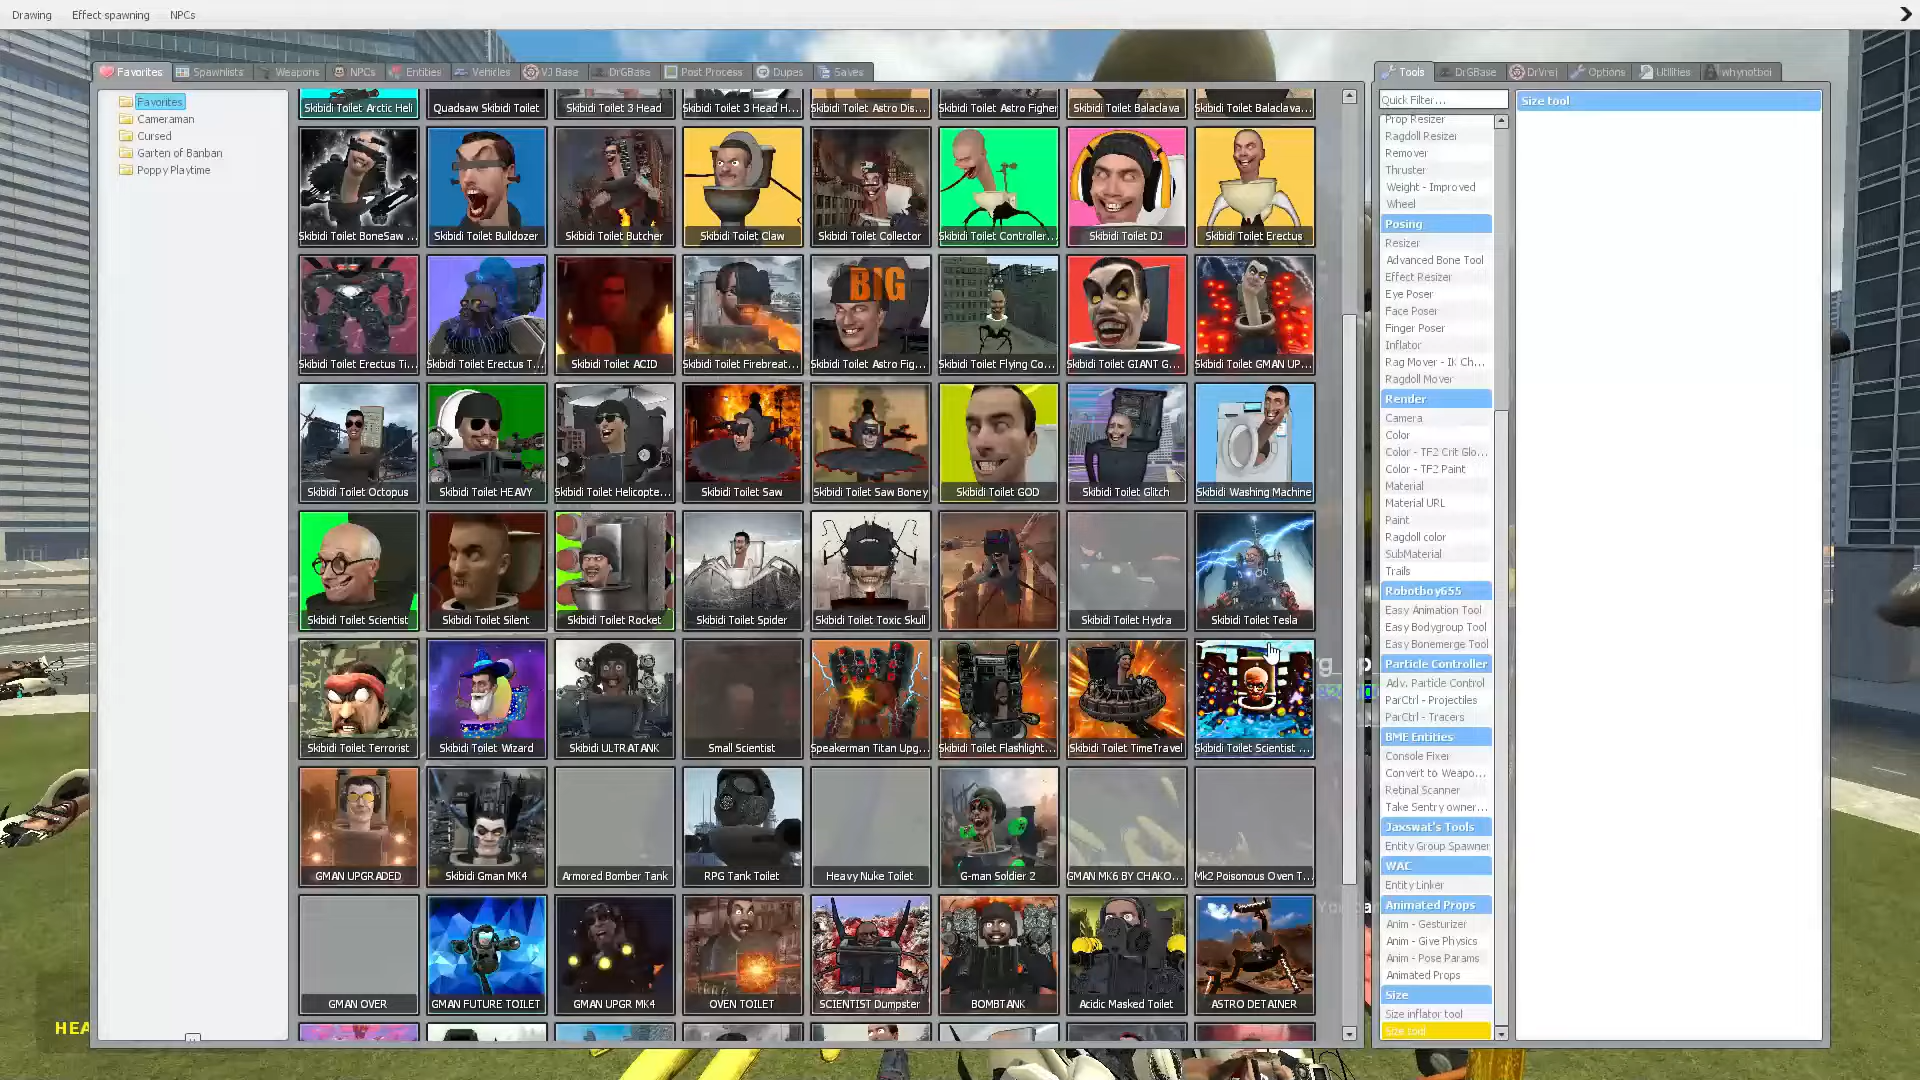 Drawing Effect spawning NPCs
Favorites Spawnlists Weapons NPCs Entities Vehicles VJ Base DrGBase Post Process Dupes Saves
Tools DrGBase DrVrej Options Utilities whynotboi
Favorites
Cameraman
Cursed
Garten of Banban
Poppy Playtime
Skibidi Toilet Arctic Heli Quadsaw Skibidi Toilet Skibidi Toilet 3 Head Skibidi Toilet 3 Head H... Skibidi Toilet Astro Dis... Skibidi Toilet Astro Figher Skibidi Toilet Balaclava Skibidi Toilet Balaclava...
Skibidi Toilet BoneSaw ... Skibidi Toilet Bulldozer Skibidi Toilet Butcher Skibidi Toilet Claw Skibidi Toilet Collector Skibidi Toilet Controller... Skibidi Toilet DJ Skibidi Toilet Erectus
BIG
Skibidi Toilet Erectus Ti... Skibidi Toilet Erectus T... Skibidi Toilet ACID Skibidi Toilet Firebreat... Skibidi Toilet Astro Fig... Skibidi Toilet Flying Co... Skibidi Toilet GIANT G... Skibidi Toilet GMAN UP...
Skibidi Toilet Octopus Skibidi Toilet HEAVY Skibidi Toilet Helicopte... Skibidi Toilet Saw Skibidi Toilet Saw Boney Skibidi Toilet GOD Skibidi Toilet Glitch Skibidi Washing Machine
Skibidi Toilet Scientist Skibidi Toilet Silent Skibidi Toilet Rocket Skibidi Toilet Spider Skibidi Toilet Toxic Skull Skibidi Toilet Hydra Skibidi Toilet Tesla
Skibidi Toilet Terrorist Skibidi Toilet Wizard Skibidi ULTRATANK Small Scientist Speakerman Titan Upg... Skibidi Toilet Flashlight... Skibidi Toilet TimeTravel Skibidi Toilet Scientist ...
GMAN UPGRADED Skibidi Gman MK4 Armored Bomber Tank RPG Tank Toilet Heavy Nuke Toilet G-man Soldier 2 GMAN MK6 BY CHAKO... Mk2 Poisonous Oven T...
GMAN OVER GMAN FUTURE TOILET GMAN UPGR MK4 OVEN TOILET SCIENTIST Dumpster BOMBTANK Acidic Masked Toilet ASTRO DETAINER
HEA
Quick Filter...
Prop Resizer
Ragdoll Resizer
Remover
Thruster
Weight - Improved
Wheel
Posing
Resizer
Advanced Bone Tool
Effect Resizer
Eye Poser
Face Poser
Finger Poser
Inflator
Rag Mover - IK Ch...
Ragdoll Mover
Render
Camera
Color
Color - TF2 Crit Glo...
Color - TF2 Paint
Material
Material URL
Paint
Ragdoll color
SubMaterial
Trails
Robotboy655
Easy Animation Tool
Easy Bodygroup Tool
Easy Bonemerge Tool
Particle Controller
Adv. Particle Control
ParCtrl - Projectiles
ParCtrl - Tracers
BME Entities
Console Fixer
Convert to Weapo...
Retinal Scanner
Take Sentry owner...
Jaxswat's Tools
Entity Group Spawner
WAC
Entity Linker
Animated Props
Anim - Gesturizer
Anim - Give Physics
Anim - Pose Params
Animated Props
Size
Size inflator tool
Size tool
Size tool